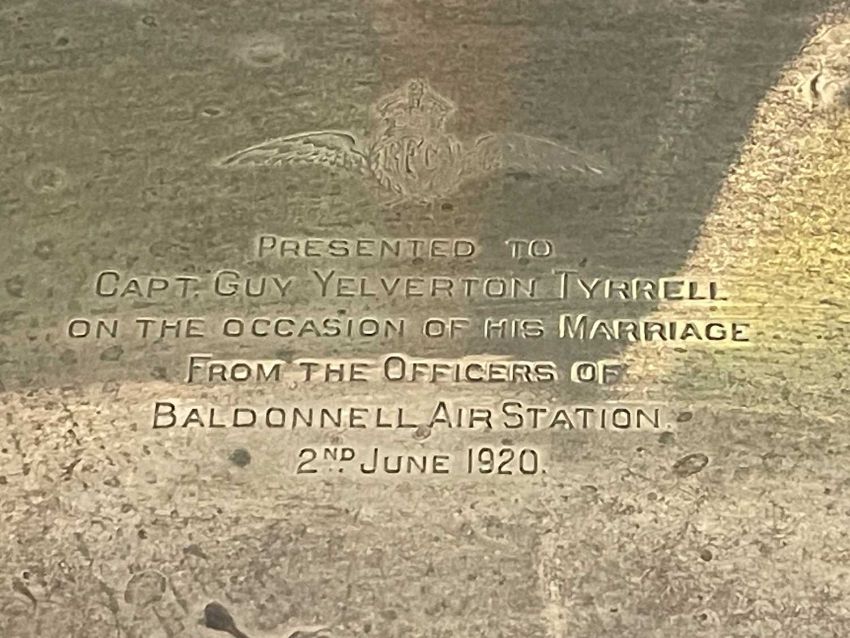 RFC
PRESENTED TO
CAPT. GUY YELVERTON TYRRELL
ON THE OCCASION OF HIS MARRIAGE
FROM THE OFFICERS OF
BALDONNELL AIR STATION.
2ND JUNE 1920.